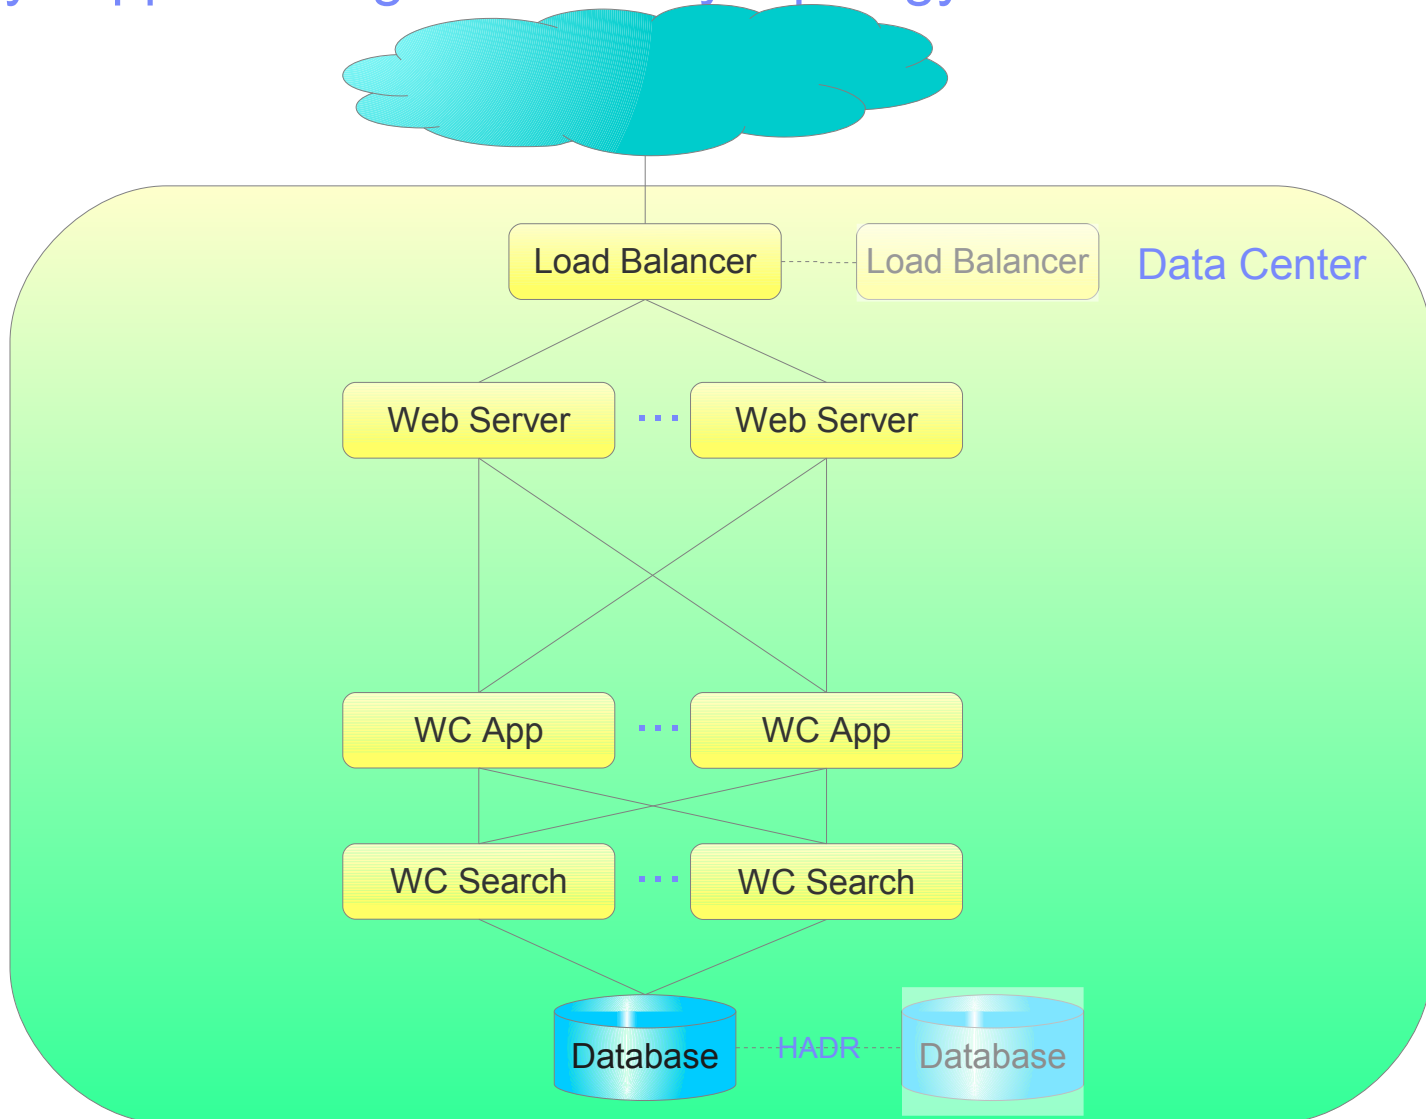 Load Balancer Load Balancer Data Center
Web Server ... Web Server
WC App ... WC App
WC Search ... WC Search
Database HADR Database